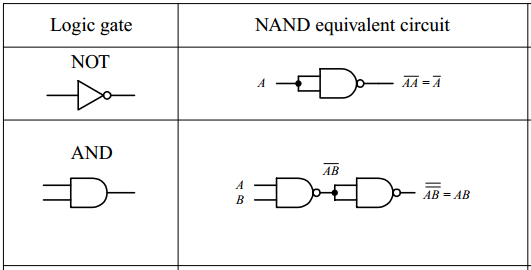 Logic gate
NAND equivalent circuit
NOT
A
A̅A̅ = A̅
AND
A̅B̅
A
B
A̿B̿ = AB